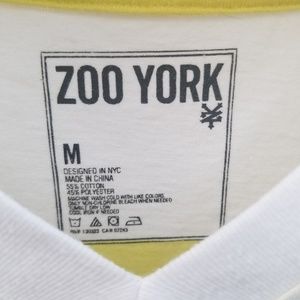 ZOO YORK
M
DESIGNED IN NYC
MADE IN CHINA
55% COTTON
45% POLYESTER
MACHINE WASH COLD WITH LIKE COLORS.
ONLY NON-CHLORINE BLEACH WHEN NEEDED
TUMBLE DRY LOW
COOL IRON IF NEEDED